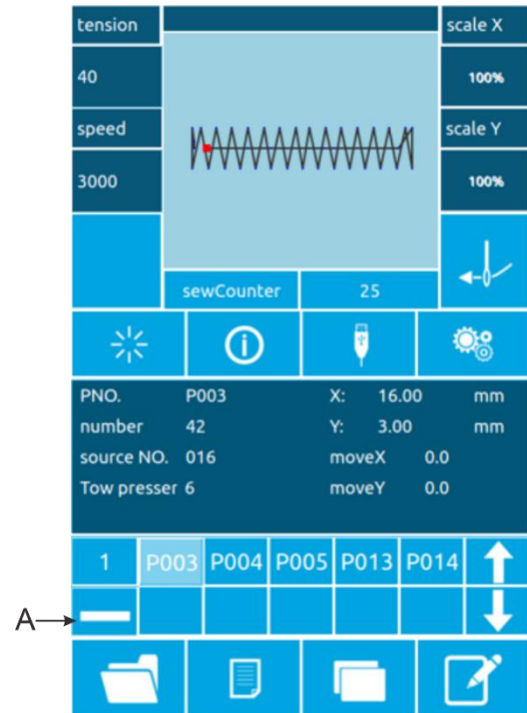 tension scale X
40 100%
speed scale Y
3000 100%
sewCounter 25
PNO. P003 X: 16.00 mm
number 42 Y: 3.00 mm
source NO. 016 moveX 0.0
Tow presser 6 moveY 0.0
1 P003 P004 P005 P013 P014
A